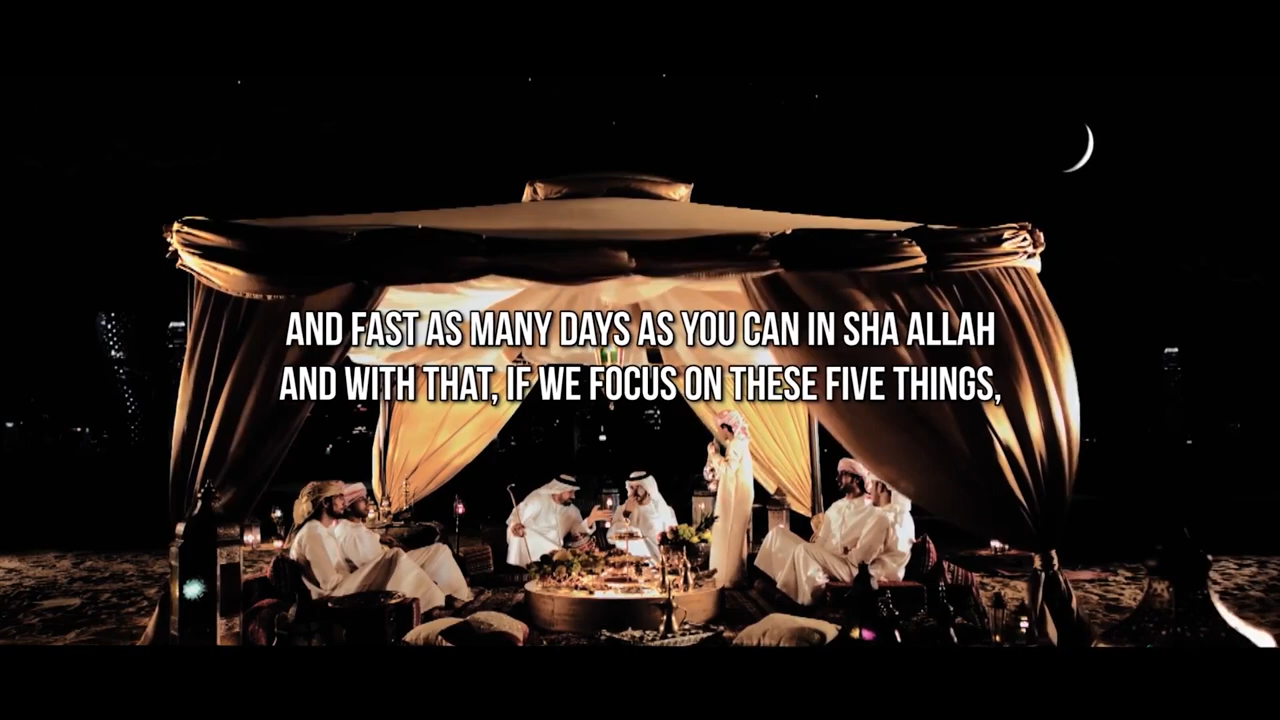 AND FAST AS MANY DAYS AS YOU CAN IN SHA ALLAH
AND WITH THAT, IF WE FOCUS ON THESE FIVE THINGS,